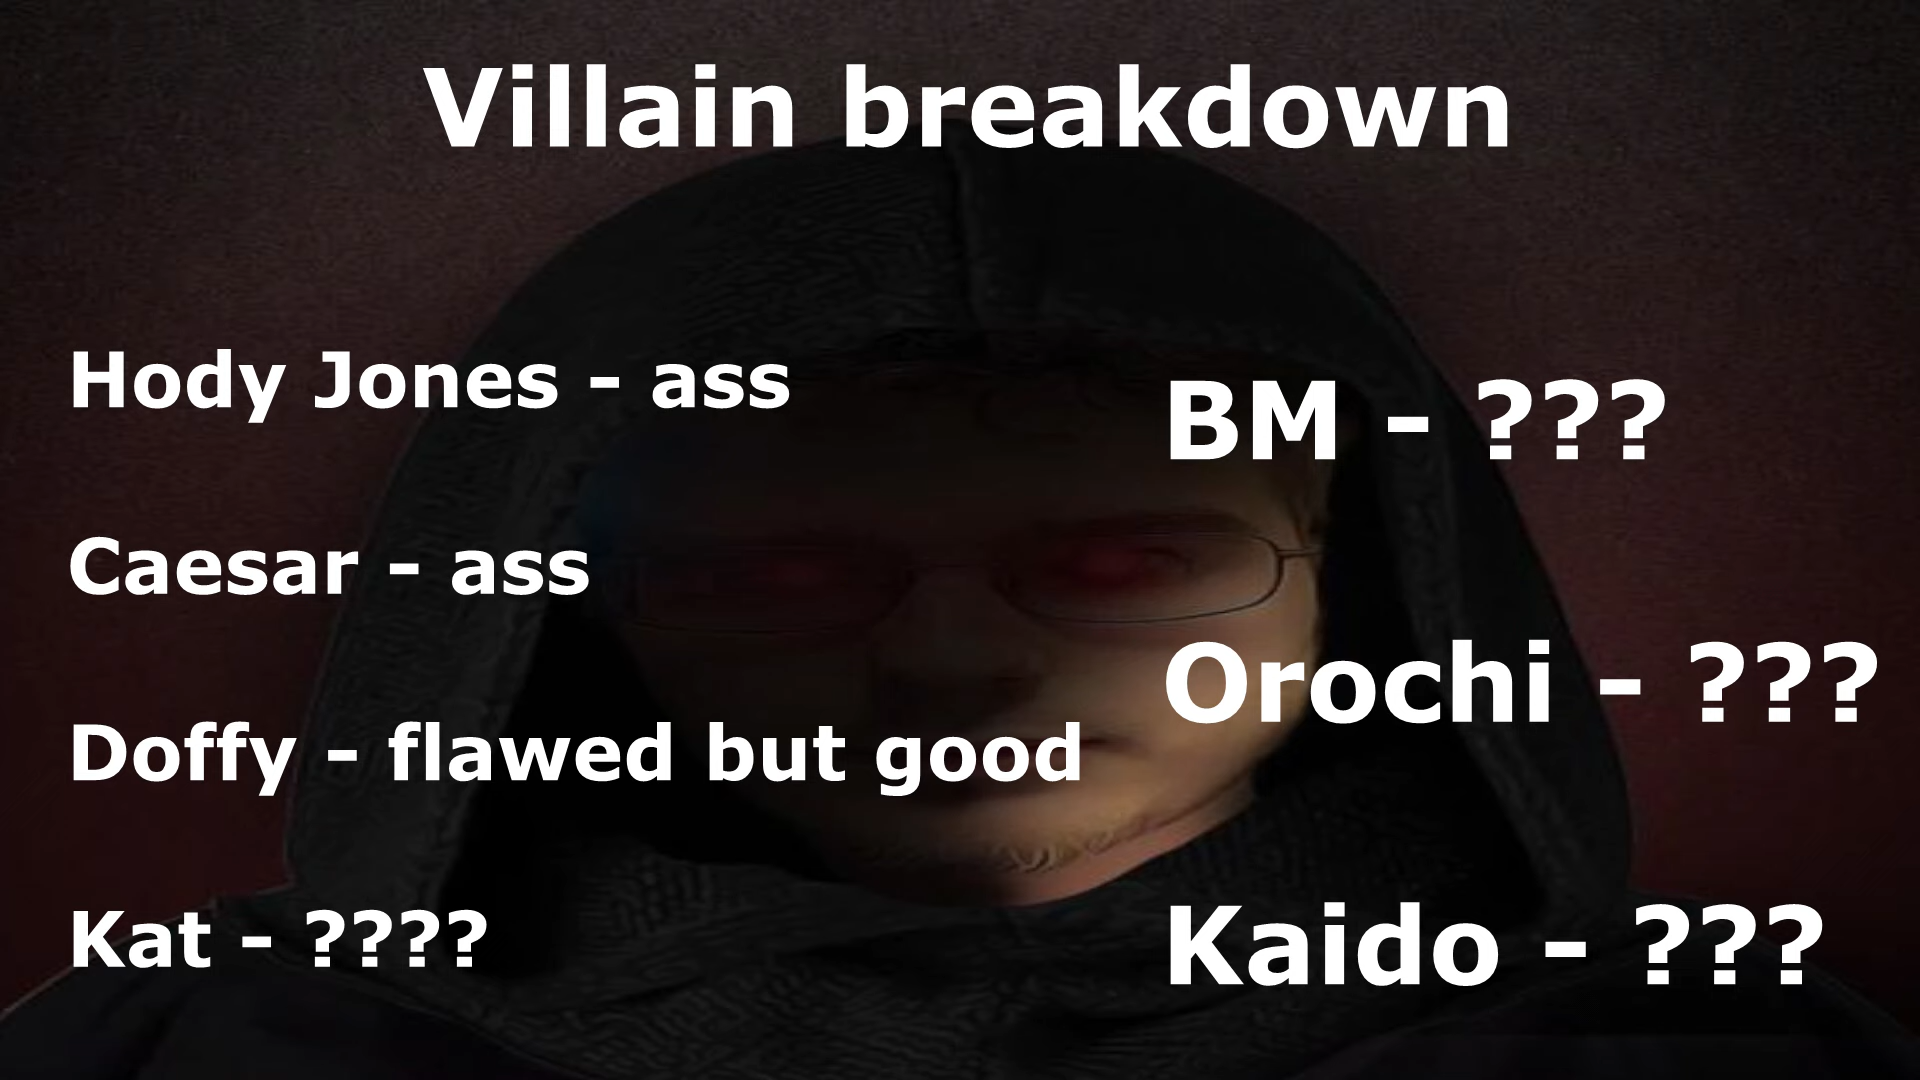 Villain breakdown
Hody Jones - ass
Caesar - ass
Doffy - flawed but good
Kat - ????
BM - ???
Orochi - ???
Kaido - ???